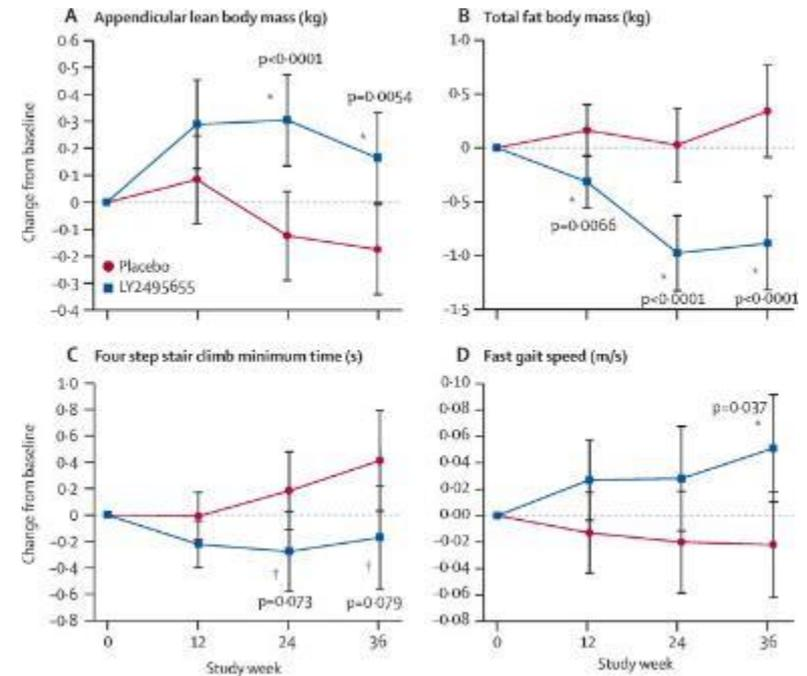 A Appendicular lean body mass (kg)
0·6
0·5
0·4
0·3
0·2
0·1
0
-0·1
-0·2
-0·3
-0·4
Change from baseline
p<0·0001
*
p=0·0054
*
Placebo
LY2495655
B Total fat body mass (kg)
1·0
0·5
0
-0·5
-1·0
-1·5
*
p=0·0066
*
p<0·0001
*
p<0·0001
C Four step stair climb minimum time (s)
1·0
0·8
0·6
0·4
0·2
0
-0·2
-0·4
-0·6
-0·8
Change from baseline
†
p=0·073
†
p=0·079
0 12 24 36
Study week
D Fast gait speed (m/s)
0·10
0·08
0·06
0·04
0·02
0·00
-0·02
-0·04
-0·06
-0·08
p=0·037
*
0 12 24 36
Study week